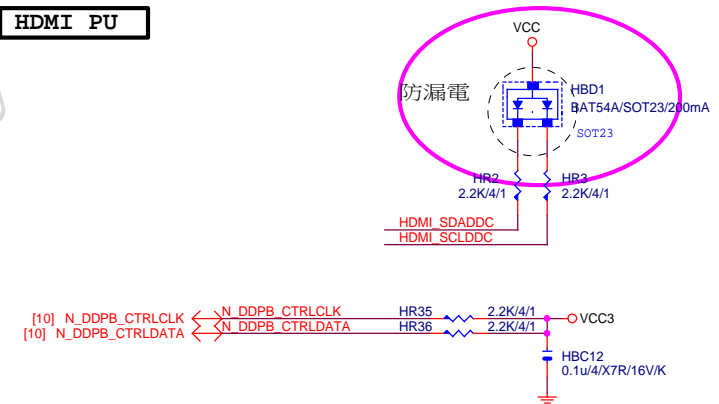 HDMI PU
VCC
防漏電
HBD1
BAT54A/SOT23/200mA
SOT23
HR2
2.2K/4/1
HR3
2.2K/4/1
HDMI_SDADDC
HDMI_SCLDDC
[10] N_DDPB_CTRLCLK
N_DDPB_CTRLCLK
HR35
2.2K/4/1
VCC3
[10] N_DDPB_CTRLDATA
N_DDPB_CTRLDATA
HR36
2.2K/4/1
HBC12
0.1u/4/X7R/16V/K